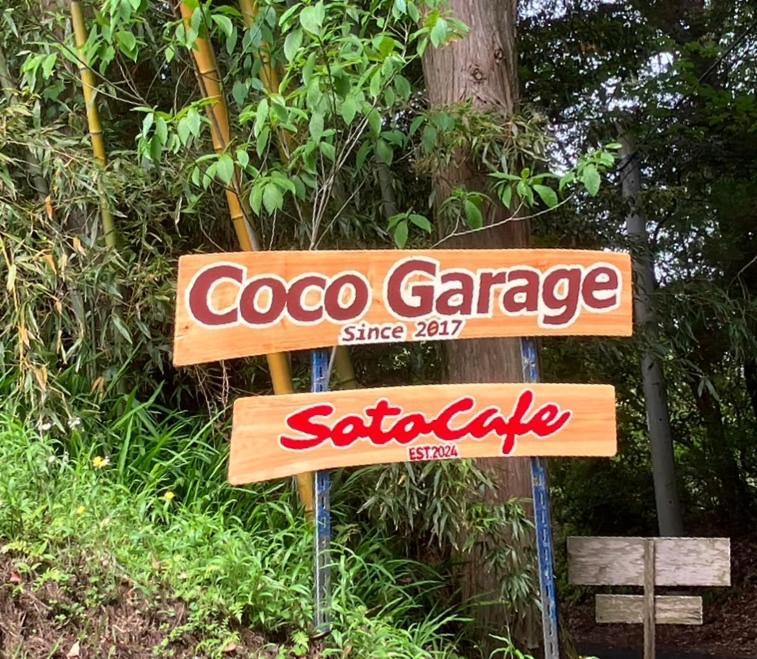 Coco Garage
Since 2017
SotoCafe
EST.2024